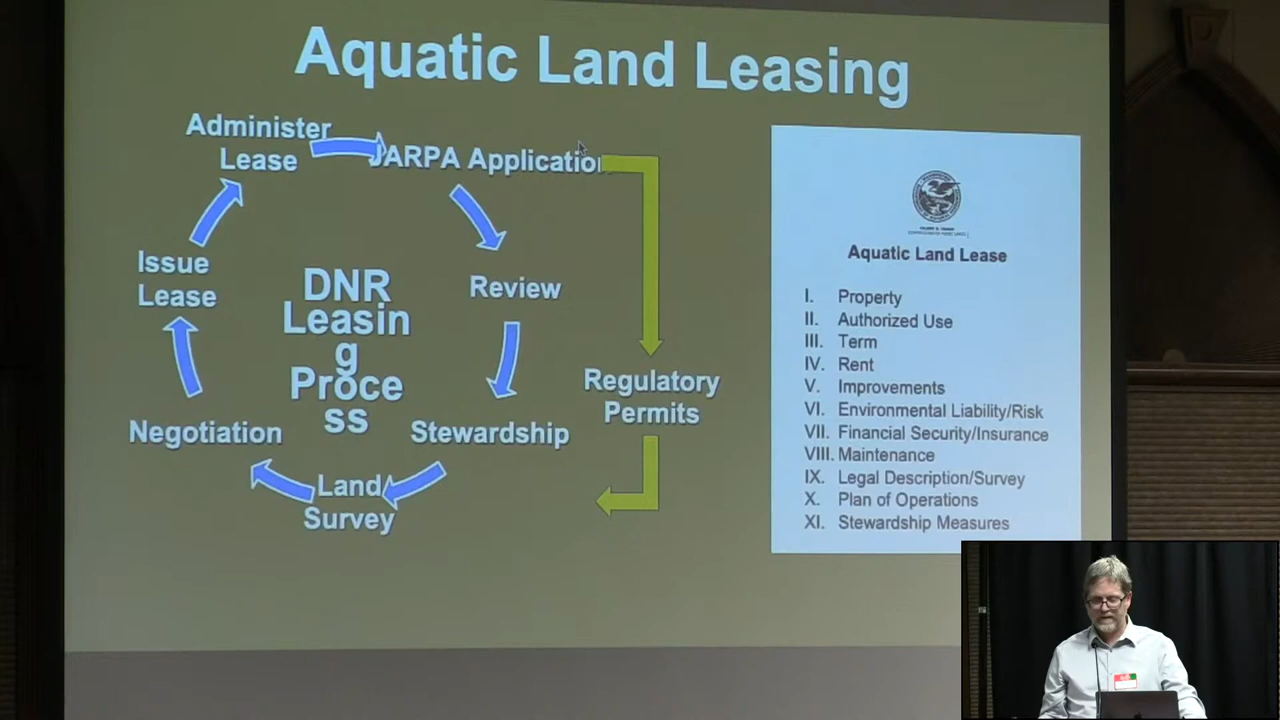 Aquatic Land Leasing
Administer
Lease
JARPA Application
Issue
Lease
DNR
Leasin
g
Proce
ss
Review
Regulatory
Permits
Negotiation
Stewardship
Land
Survey
Aquatic Land Lease
I. Property
II. Authorized Use
III. Term
IV. Rent
V. Improvements
VI. Environmental Liability/Risk
VII. Financial Security/Insurance
VIII. Maintenance
IX. Legal Description/Survey
X. Plan of Operations
XI. Stewardship Measures